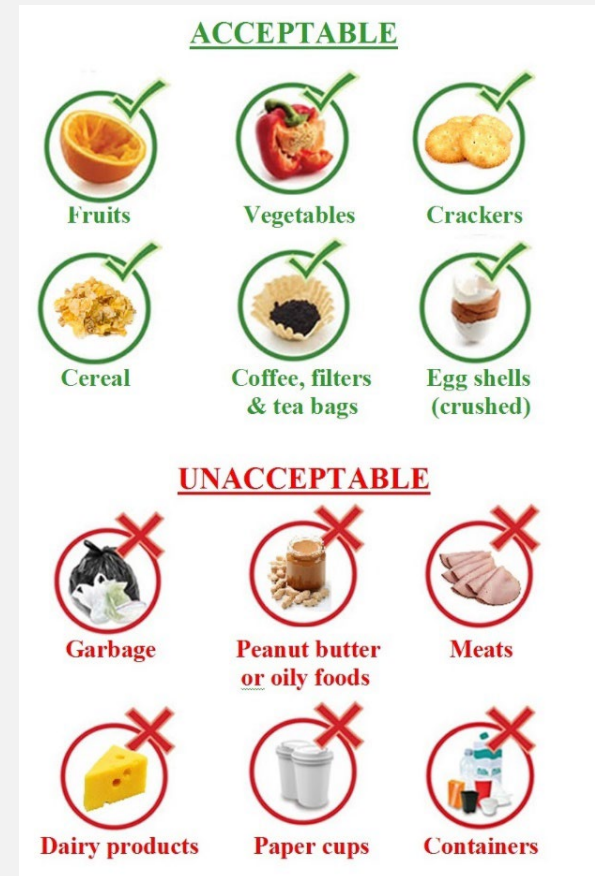 ACCEPTABLE
Fruits
Vegetables
Crackers
Cereal
Coffee, filters
& tea bags
Egg shells
(crushed)
UNACCEPTABLE
Garbage
Peanut butter
or oily foods
Meats
Dairy products
Paper cups
Containers